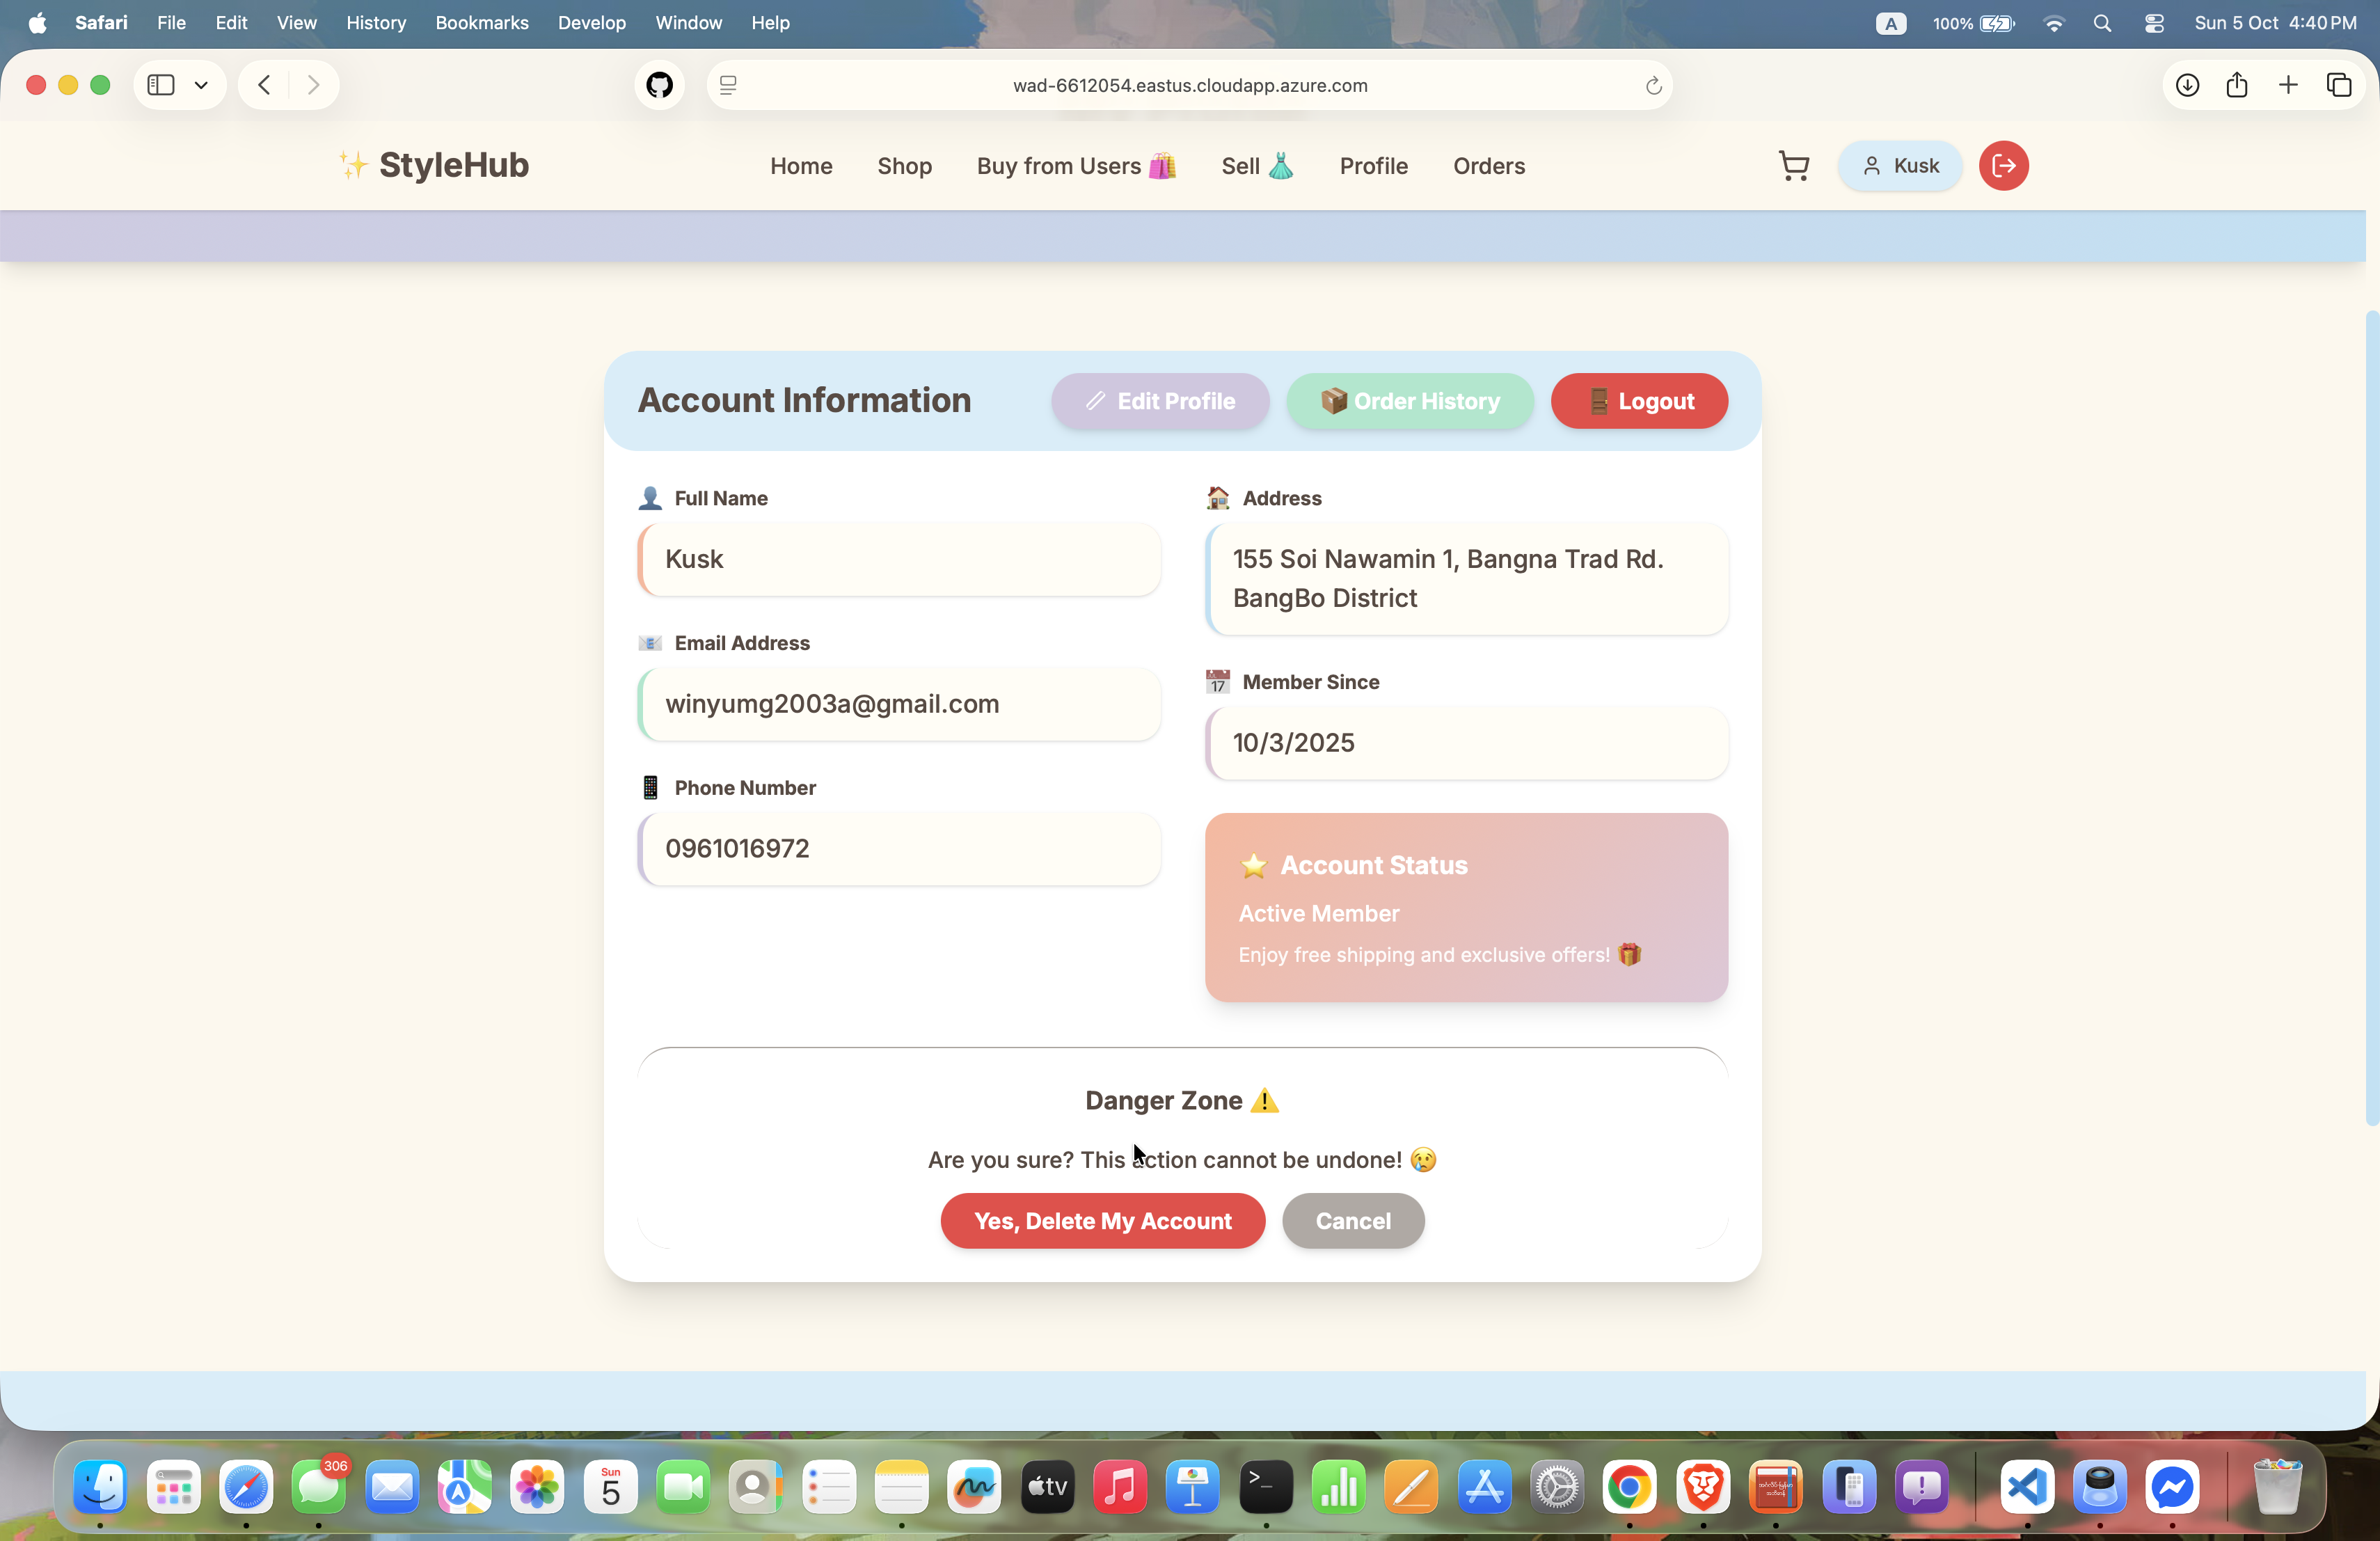 Safari File Edit View History Bookmarks Develop Window Help A 100% Sun 5 Oct 4:40 PM
wad-6612054.eastus.cloudapp.azure.com
✨ StyleHub Home Shop Buy from Users 🛍️ Sell 👗 Profile Orders Kusk
Account Information Edit Profile 📦 Order History 🚪 Logout
👤 Full Name
Kusk
📧 Email Address
winyumg2003a@gmail.com
📱 Phone Number
0961016972
🏠 Address
155 Soi Nawamin 1, Bangna Trad Rd.
BangBo District
📅 Member Since
10/3/2025
⭐ Account Status
Active Member
Enjoy free shipping and exclusive offers! 🎁
Danger Zone ⚠️
Are you sure? This action cannot be undone! 😢
Yes, Delete My Account Cancel
306
Sun
5
tv